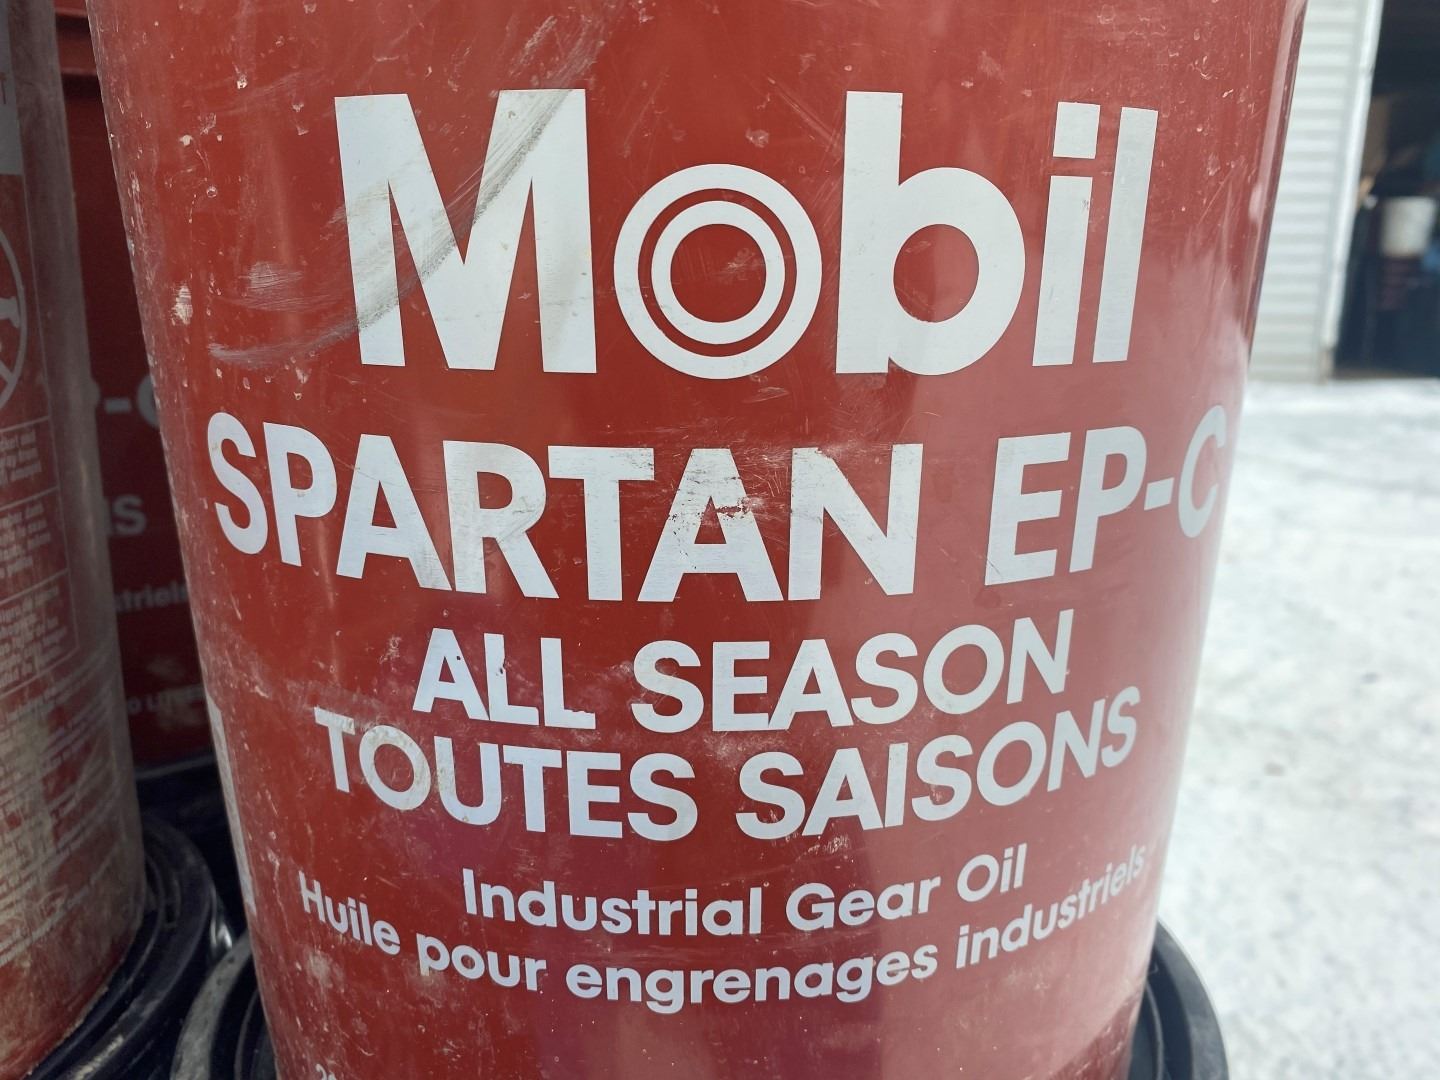 Mobil
SPARTAN EP-C
ALL SEASON
TOUTES SAISONS
Industrial Gear Oil
Huile pour engrenages industriels